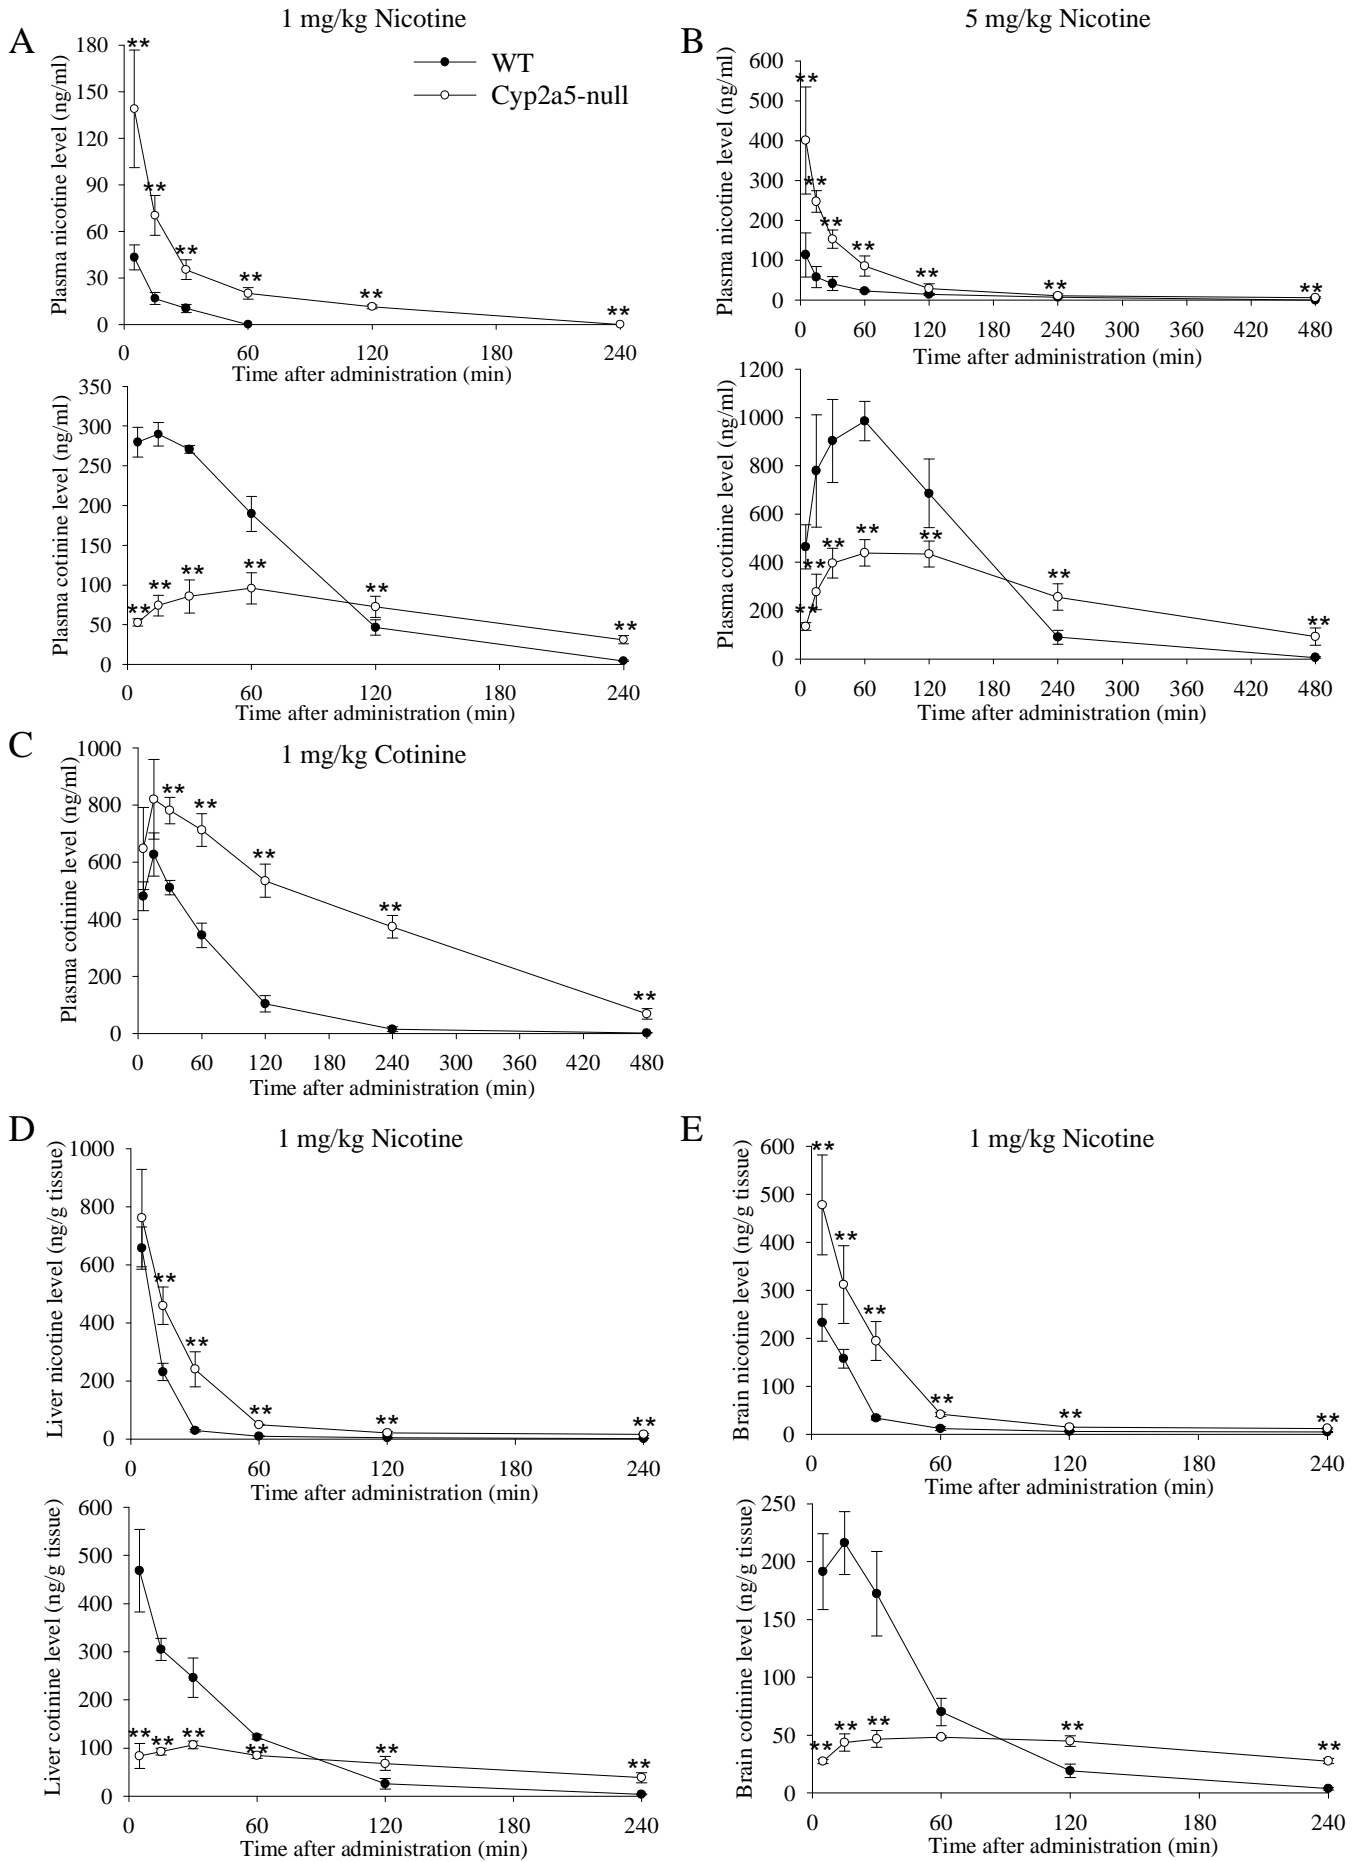 1 mg/kg Nicotine
5 mg/kg Nicotine
A
B
WT
Cyp2a5-null
Plasma nicotine level (ng/ml)
180
150
120
90
60
30
0
** ** ** ** ** **
0 60 120 180 240
Time after administration (min)
Plasma nicotine level (ng/ml)
600
500
400
300
200
100
0
** ** ** ** ** ** **
0 60 120 180 240 300 360 420 480
Time after administration (min)
Plasma cotinine level (ng/ml)
350
300
250
200
150
100
50
0
** ** ** ** ** **
0 60 120 180 240
Time after administration (min)
Plasma cotinine level (ng/ml)
1200
1000
800
600
400
200
0
** ** ** ** ** ** **
0 60 120 180 240 300 360 420 480
Time after administration (min)
C
1 mg/kg Cotinine
Plasma cotinine level (ng/ml)
1000
800
600
400
200
0
** ** ** ** **
0 60 120 180 240 300 360 420 480
Time after administration (min)
D
1 mg/kg Nicotine
Liver nicotine level (ng/g tissue)
1000
800
600
400
200
0
** ** ** ** **
0 60 120 180 240
Time after administration (min)
E
1 mg/kg Nicotine
Brain nicotine level (ng/g tissue)
600
500
400
300
200
100
0
** ** ** ** ** **
0 60 120 180 240
Time after administration (min)
Liver cotinine level (ng/g tissue)
600
500
400
300
200
100
0
** ** ** ** ** **
0 60 120 180 240
Time after administration (min)
Brain cotinine level (ng/g tissue)
250
200
150
100
50
0
** ** ** ** **
0 60 120 180 240
Time after administration (min)